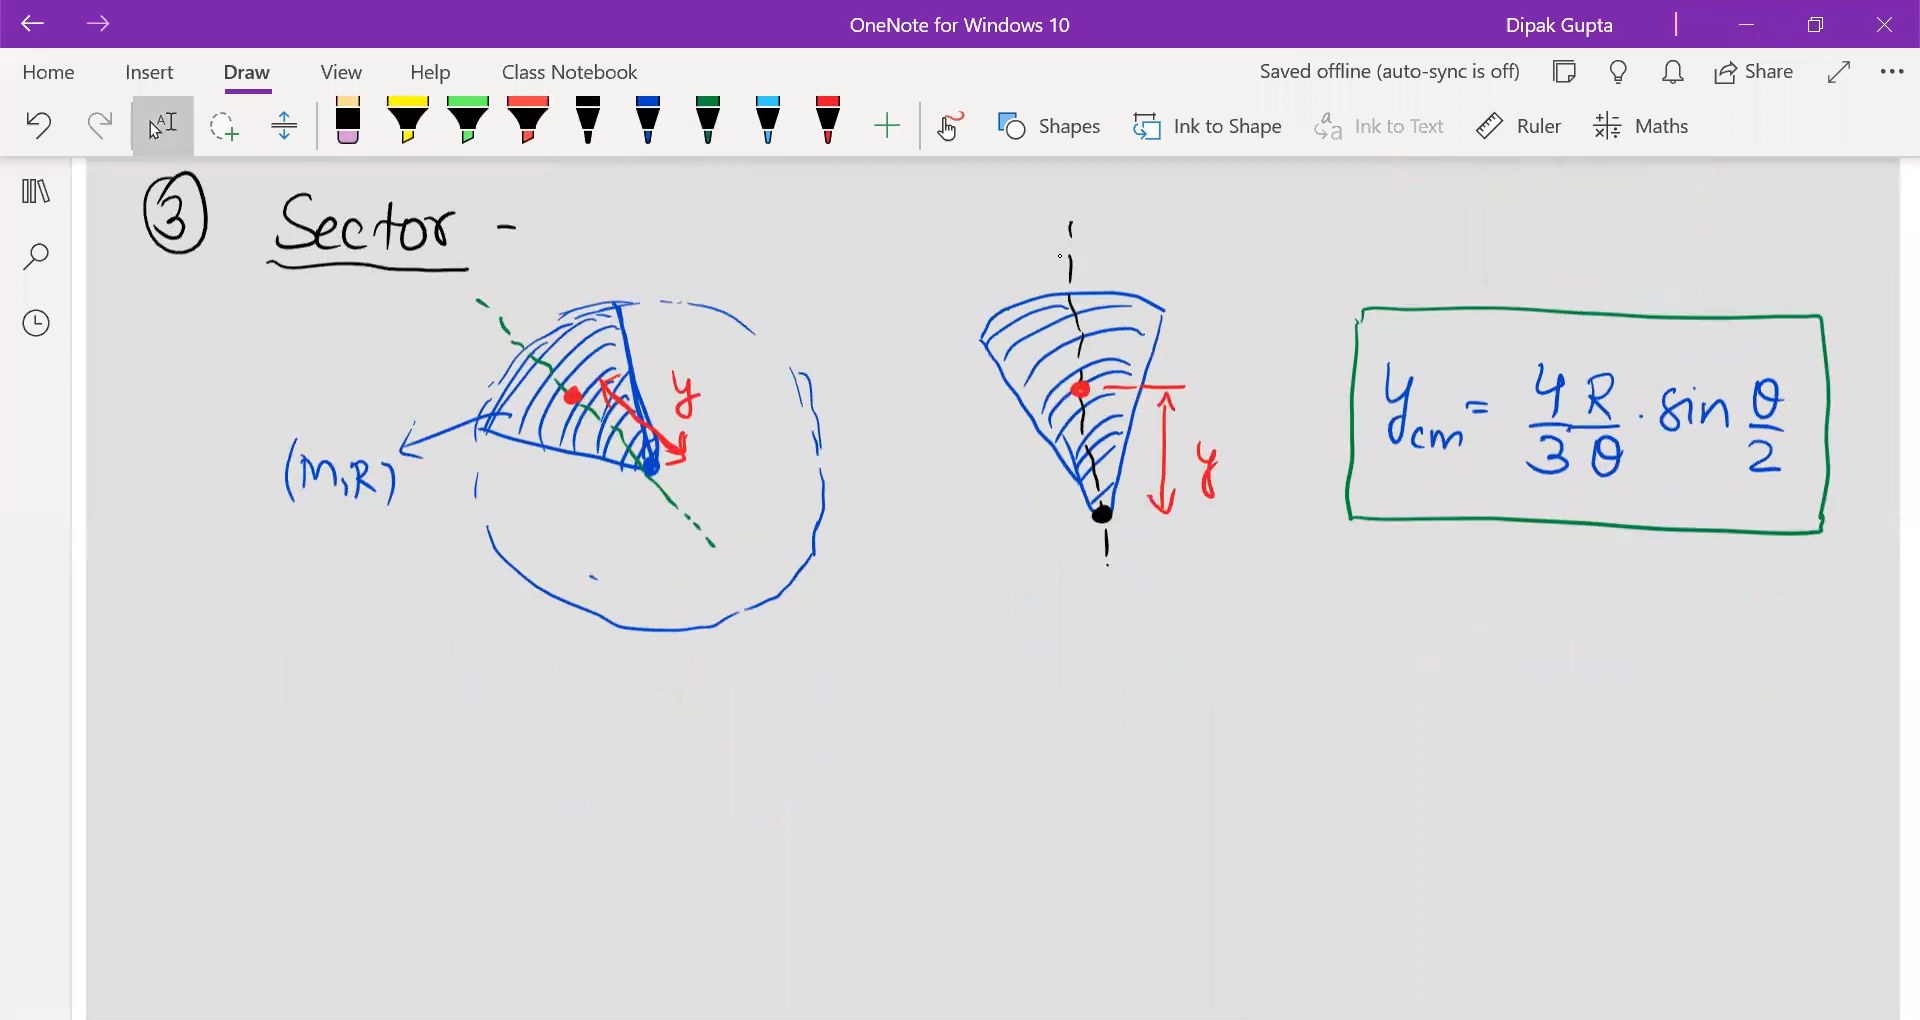 OneNote for Windows 10
Dipak Gupta
Home Insert Draw View Help Class Notebook
Saved offline (auto-sync is off) Share
Shapes Ink to Shape Ink to Text Ruler Maths
③ Sector -
y
(M,R)
y
y_cm = 4R/3θ · sin θ/2